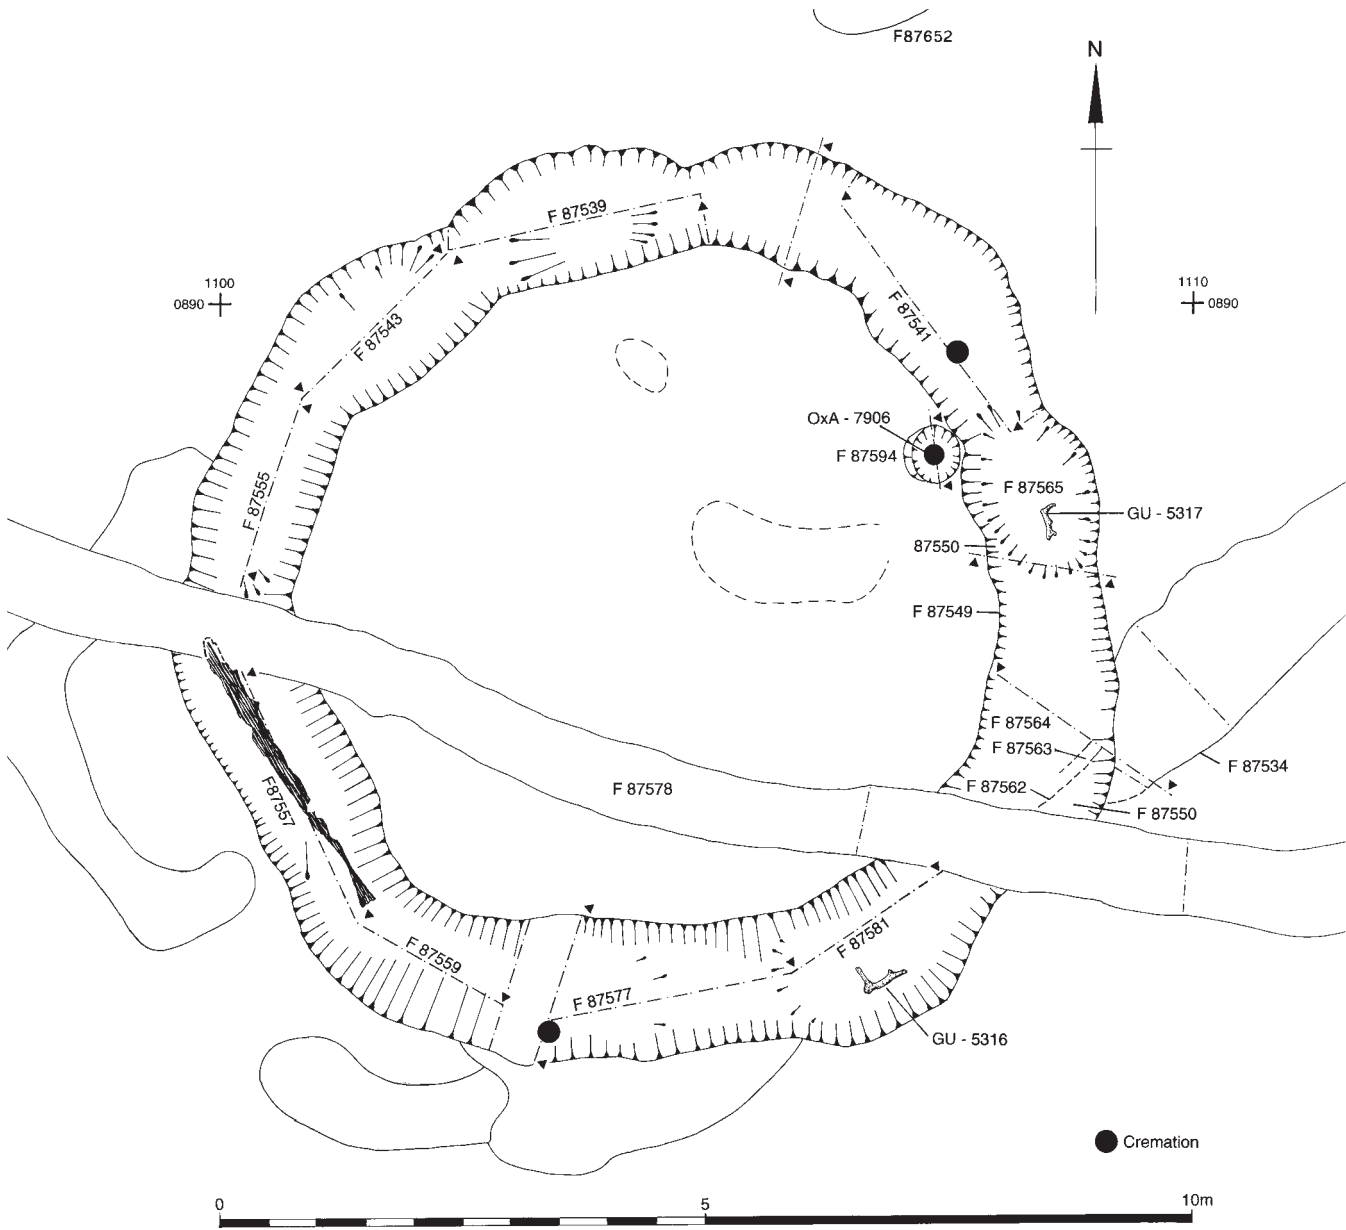 F87652
N
F 87539
1100
0890
1110
0890
F 87543
F 87541
OxA - 7906
F 87594
F 87555
F 87565
GU - 5317
87550
F 87549
F 87564
F 87563
F 87534
F 87562
F 87578
F 87550
F87557
F 87581
F 87559
F 87577
GU - 5316
Cremation
0
5
10m